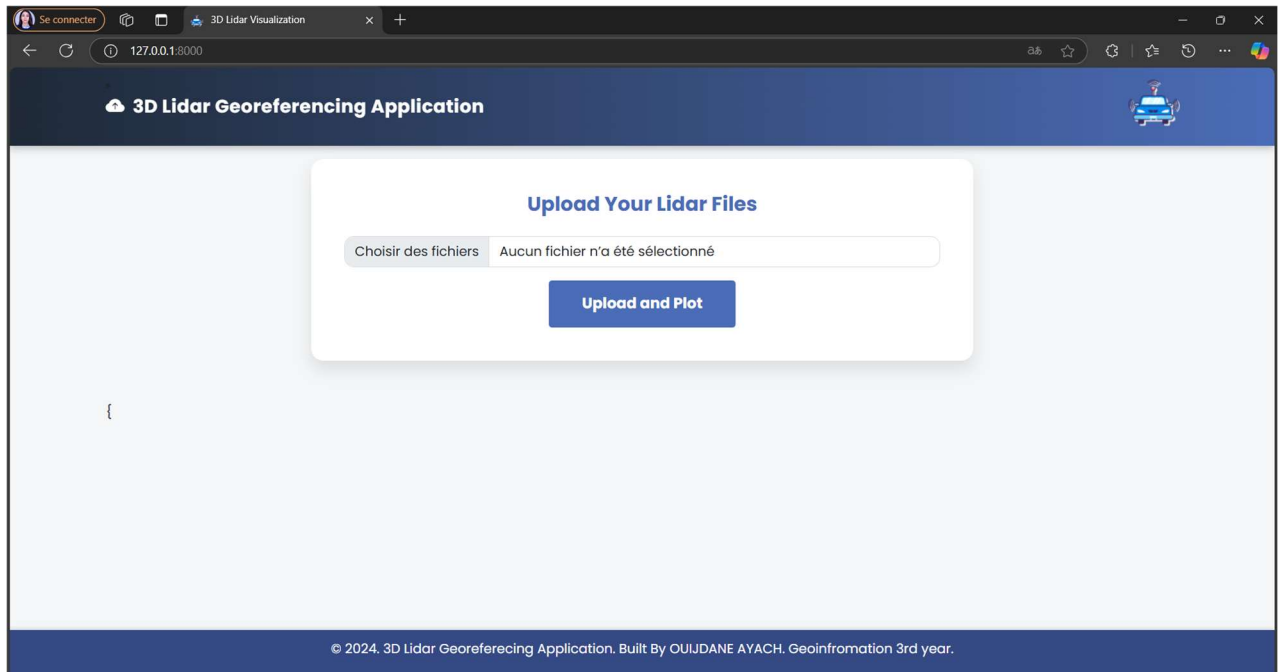 Se connecter
3D Lidar Visualization
127.0.0.1:8000
3D Lidar Georeferencing Application
Upload Your Lidar Files
Choisir des fichiers Aucun fichier n'a été sélectionné
Upload and Plot
{
© 2024. 3D Lidar Georeferecing Application. Built By OUIJDANE AYACH. Geoinfromation 3rd year.